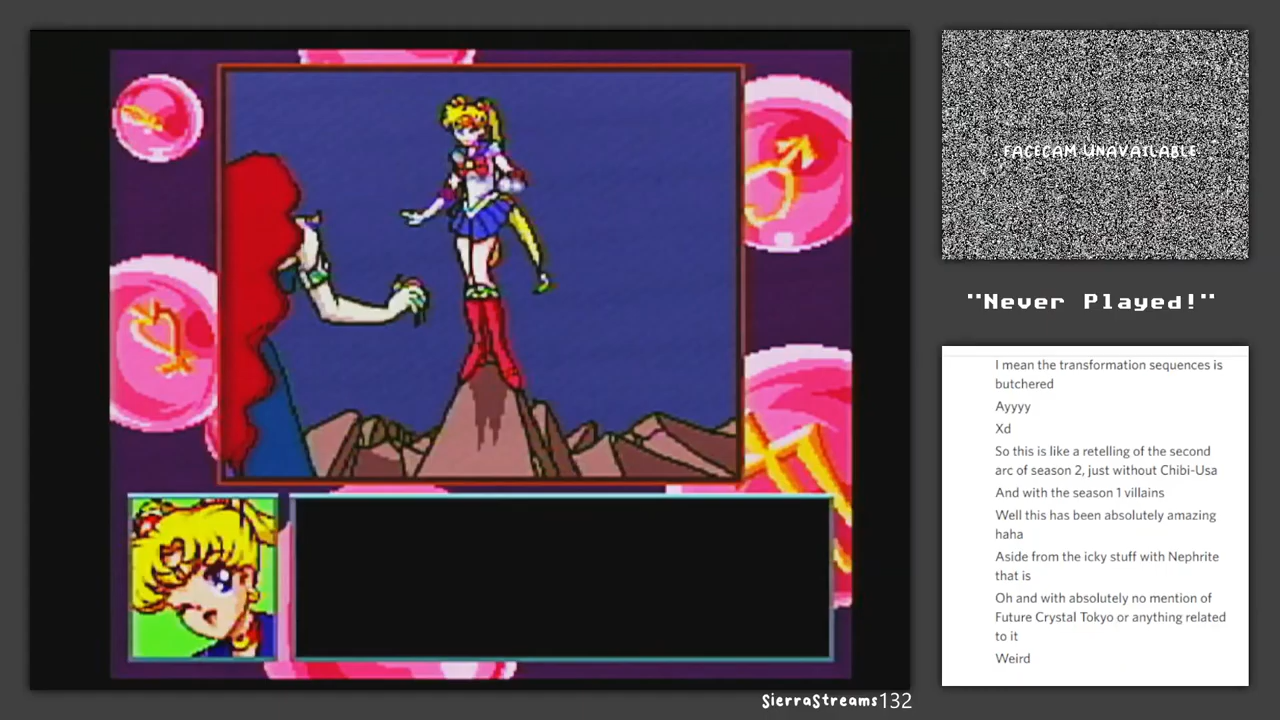 FACECAM UNAVAILABLE
"Never Played!"
I mean the transformation sequences is
butchered
Ayyyy
Xd
So this is like a retelling of the second
arc of season 2, just without Chibi-Usa
And with the season 1 villains
Well this has been absolutely amazing
haha
Aside from the icky stuff with Nephrite
that is
Oh and with absolutely no mention of
Future Crystal Tokyo or anything related
to it
Weird
SierraStreams132